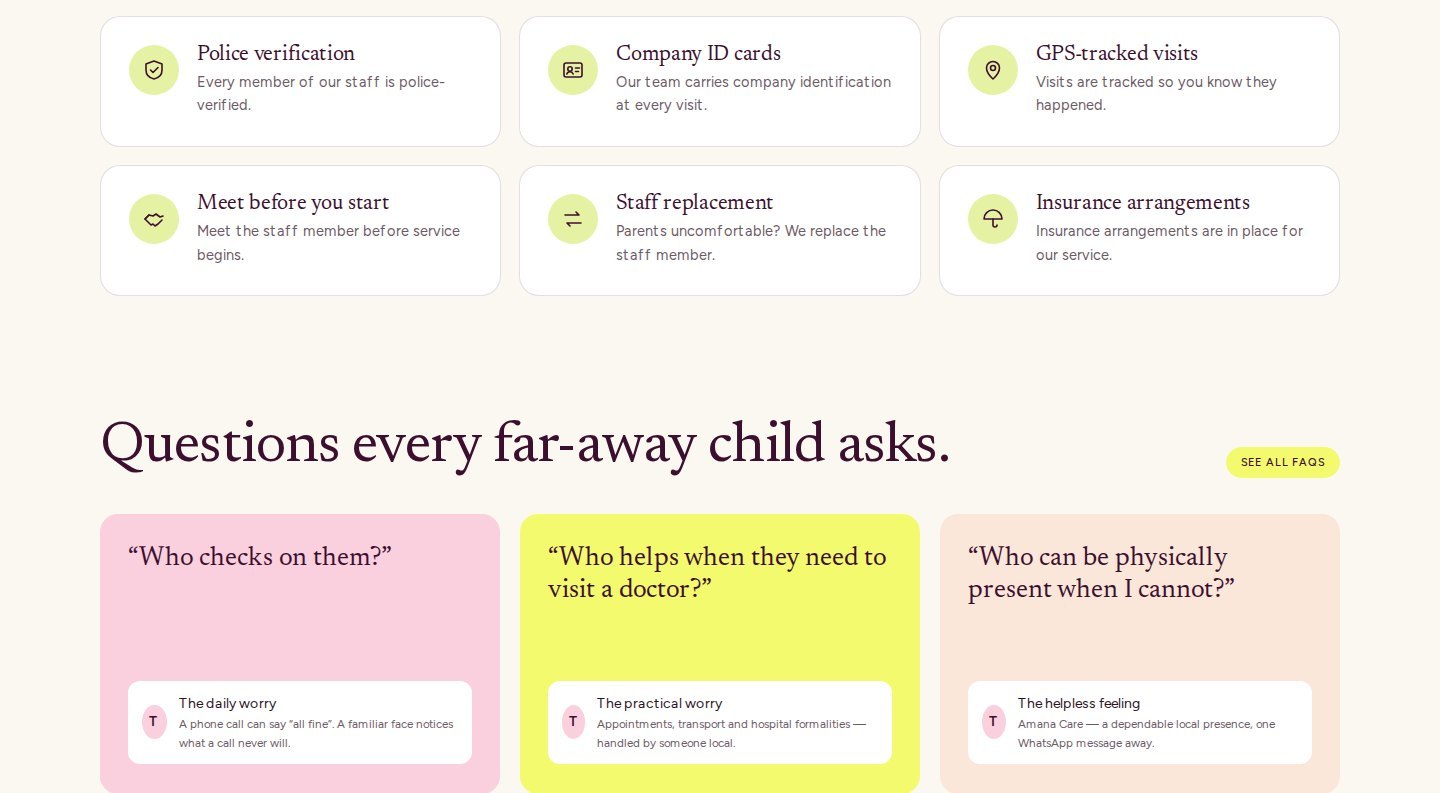 Police verification
Every member of our staff is police-
verified.
Company ID cards
Our team carries company identification
at every visit.
GPS-tracked visits
Visits are tracked so you know they
happened.
Meet before you start
Meet the staff member before service
begins.
Staff replacement
Parents uncomfortable? We replace the
staff member.
Insurance arrangements
Insurance arrangements are in place for
our service.
Questions every far-away child asks.
SEE ALL FAQS
“Who checks on them?”
T
The daily worry
A phone call can say “all fine”. A familiar face notices
what a call never will.
“Who helps when they need to
visit a doctor?”
T
The practical worry
Appointments, transport and hospital formalities —
handled by someone local.
“Who can be physically
present when I cannot?”
T
The helpless feeling
Amana Care — a dependable local presence, one
WhatsApp message away.